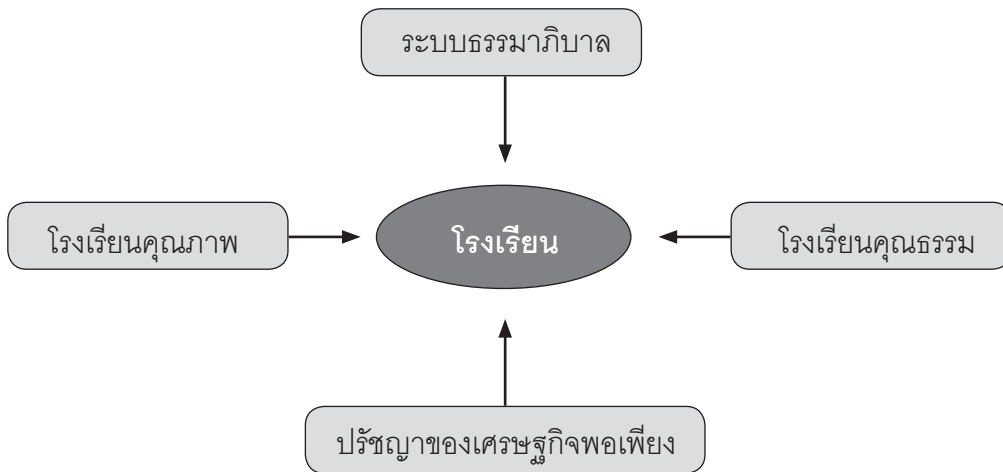 ระบบธรรมาภิบาล
โรงเรียนคุณภาพ
โรงเรียน
โรงเรียนคุณธรรม
ปรัชญาของเศรษฐกิจพอเพียง